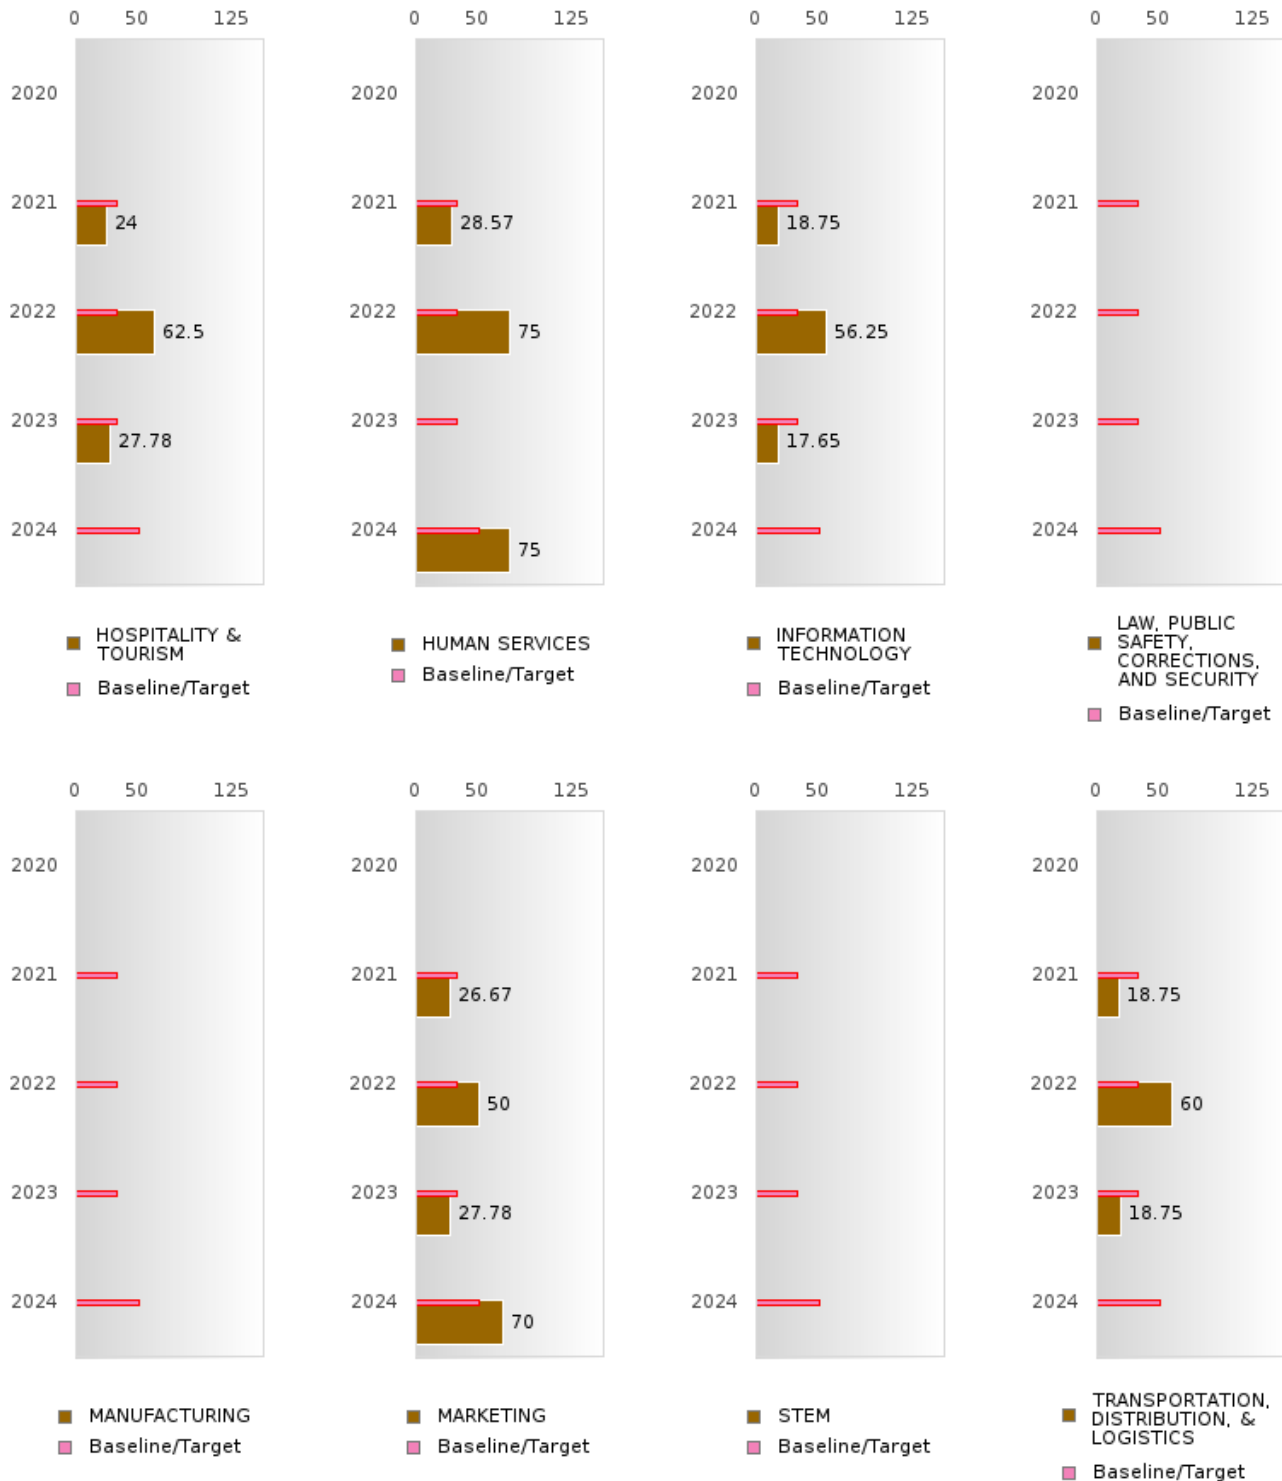 0 50 125
2020
2021
24
2022
62.5
2023
27.78
2024
HOSPITALITY &
TOURISM
Baseline/Target
0 50 125
2020
2021
28.57
2022
75
2023
2024
75
HUMAN SERVICES
Baseline/Target
0 50 125
2020
2021
18.75
2022
56.25
2023
17.65
2024
INFORMATION
TECHNOLOGY
Baseline/Target
0 50 125
2020
2021
2022
2023
2024
LAW, PUBLIC
SAFETY,
CORRECTIONS,
AND SECURITY
Baseline/Target
0 50 125
2020
2021
2022
2023
2024
MANUFACTURING
Baseline/Target
0 50 125
2020
2021
26.67
2022
50
2023
27.78
2024
70
MARKETING
Baseline/Target
0 50 125
2020
2021
2022
2023
2024
STEM
Baseline/Target
0 50 125
2020
2021
18.75
2022
60
2023
18.75
2024
TRANSPORTATION,
DISTRIBUTION, &
LOGISTICS
Baseline/Target